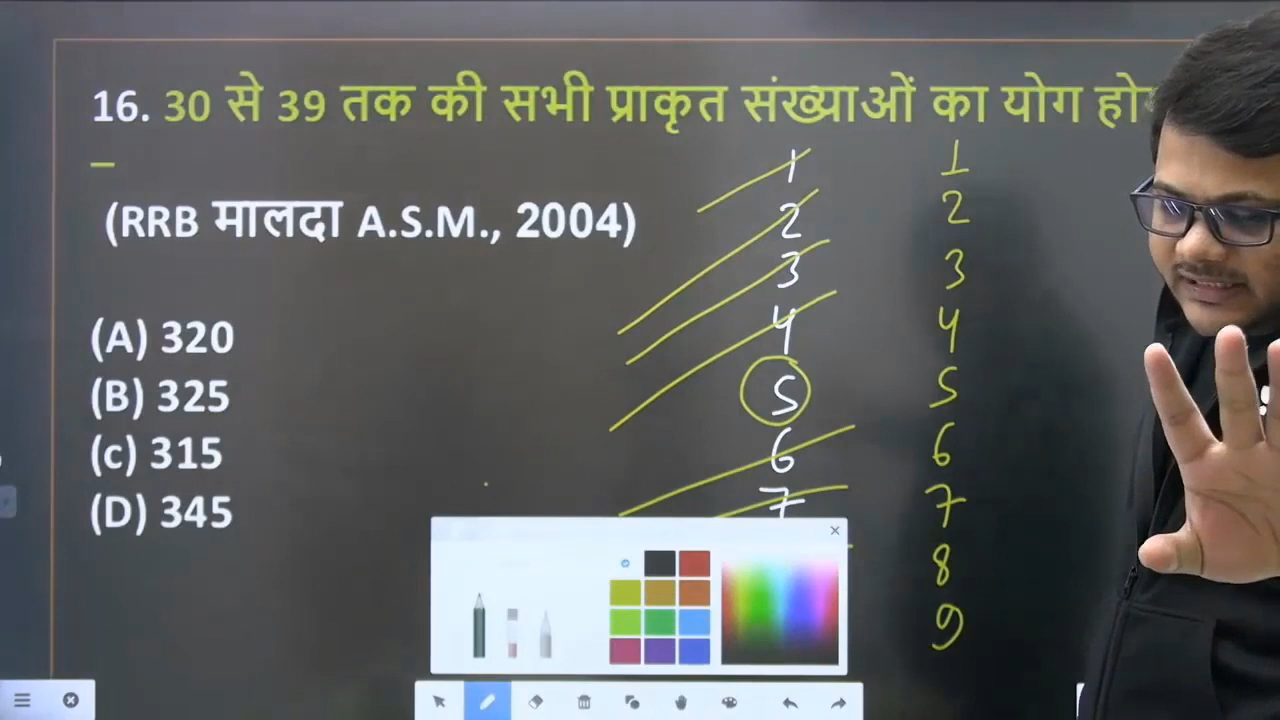 16. 30 से 39 तक की सभी प्राकृत संख्याओं का योग
–
(RRB मालदा A.S.M., 2004)
(A) 320
(B) 325
(c) 315
(D) 345
1
2
3
4
5
6
7
1
2
3
4
5
6
7
8
9